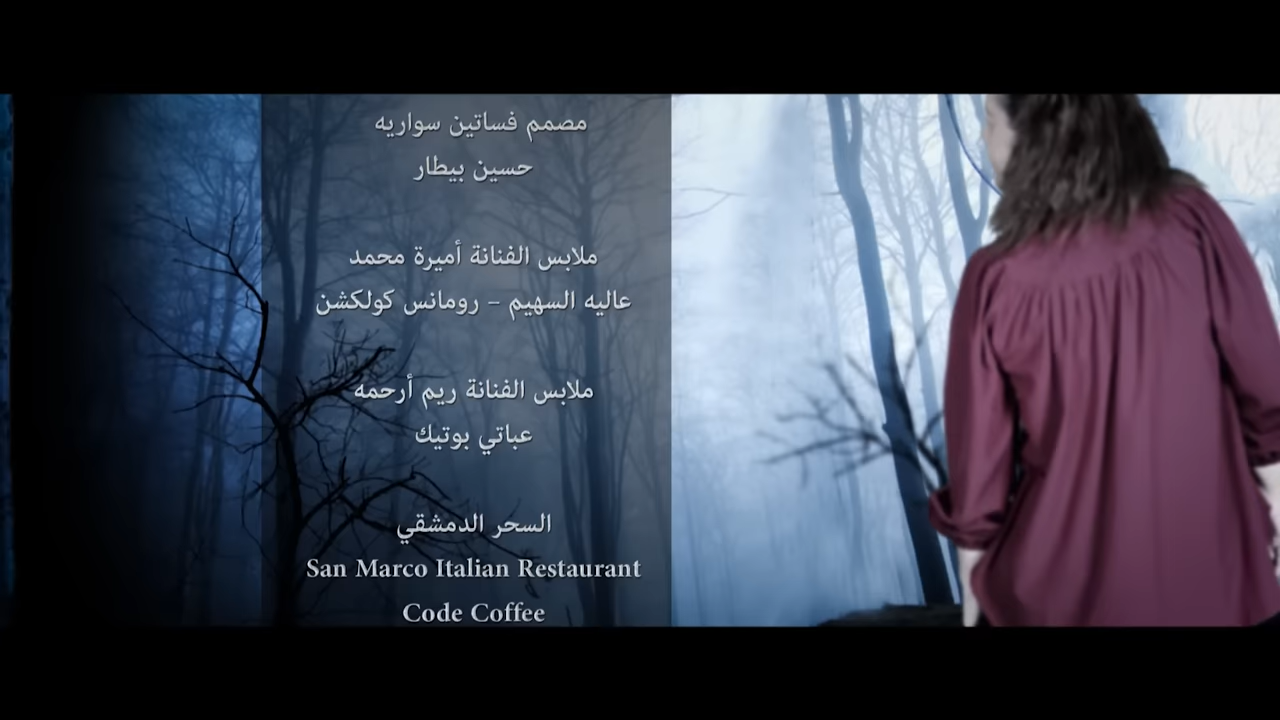 مصمم فساتين سواريه
حسين بيطار
ملابس الفنانة أميرة محمد
عاليه السهيم – رومانس كولكشن
ملابس الفنانة ريم أرحمه
عباتي بوتيك
السحر الدمشقي
San Marco Italian Restaurant
Code Coffee